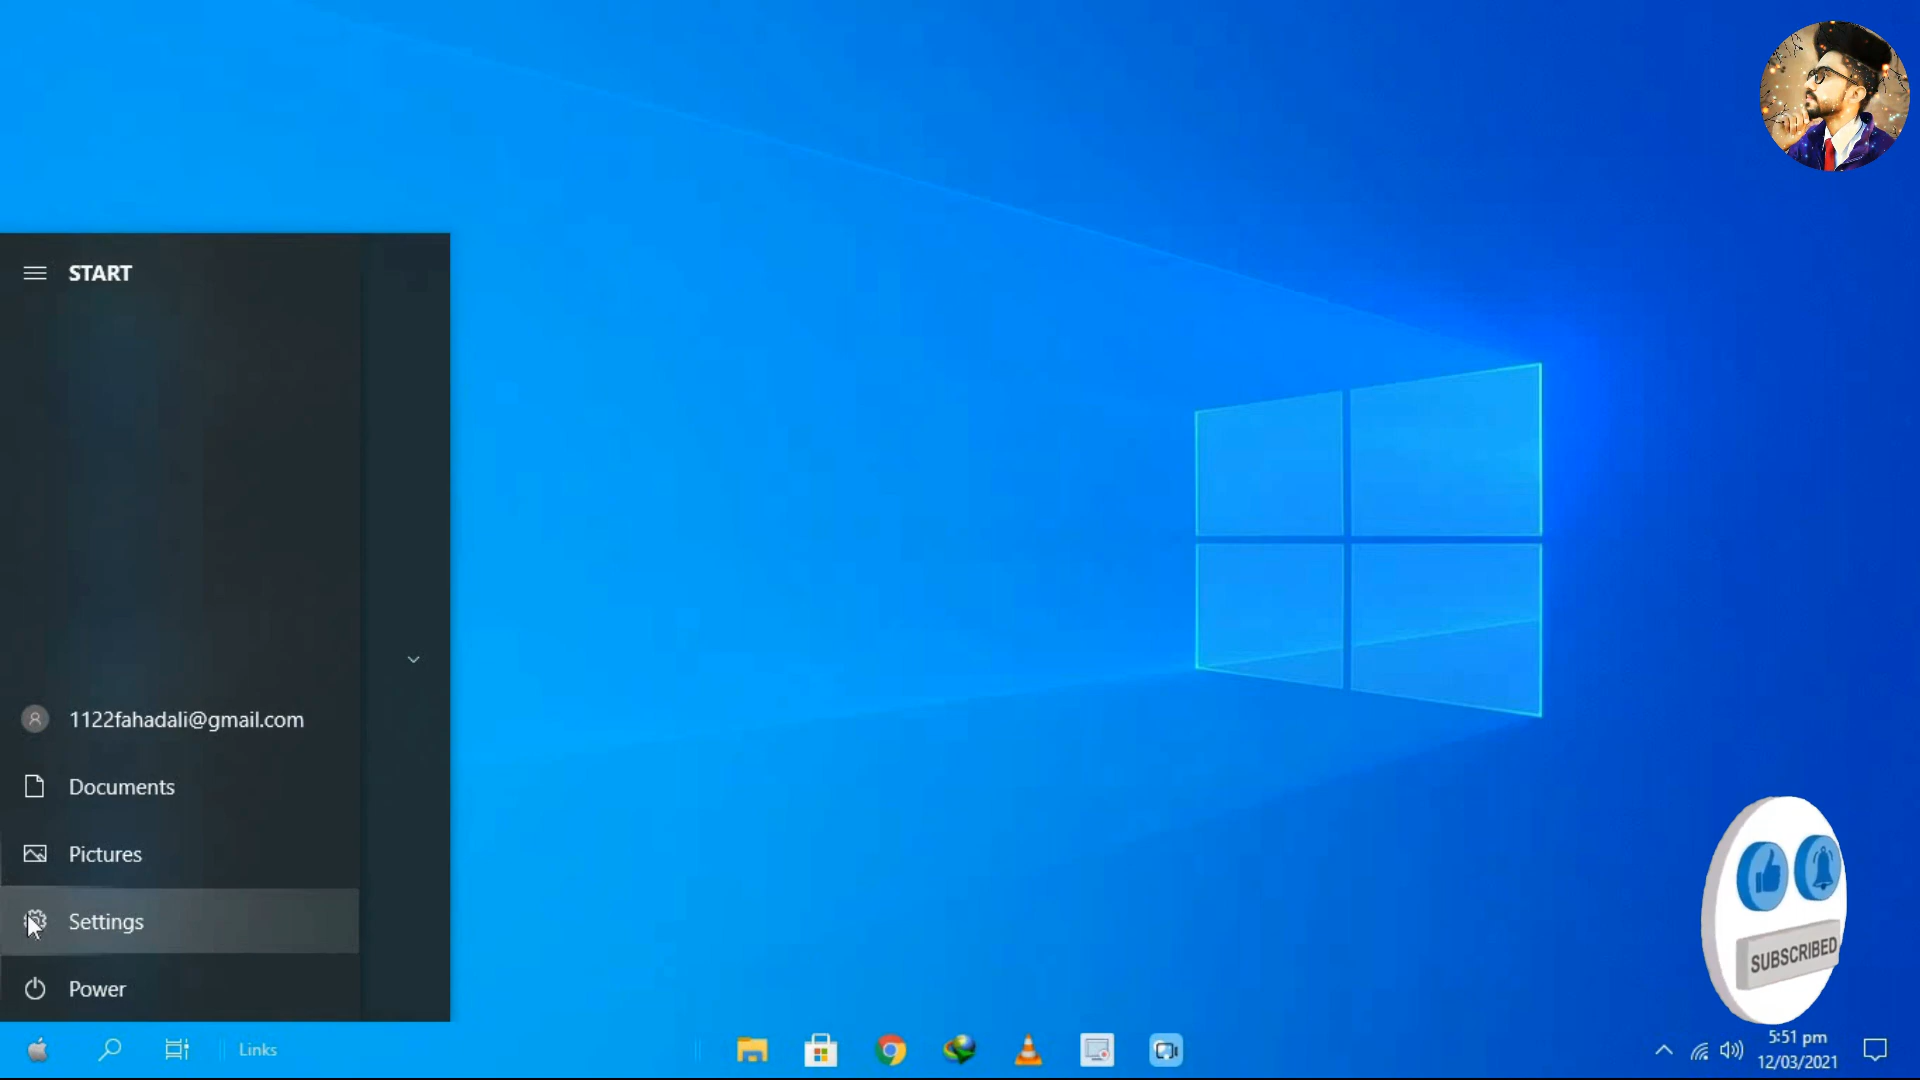 START
1122fahadali@gmail.com
Documents
Pictures
Settings
Power
SUBSCRIBED
Links
5:51 pm
12/03/2021